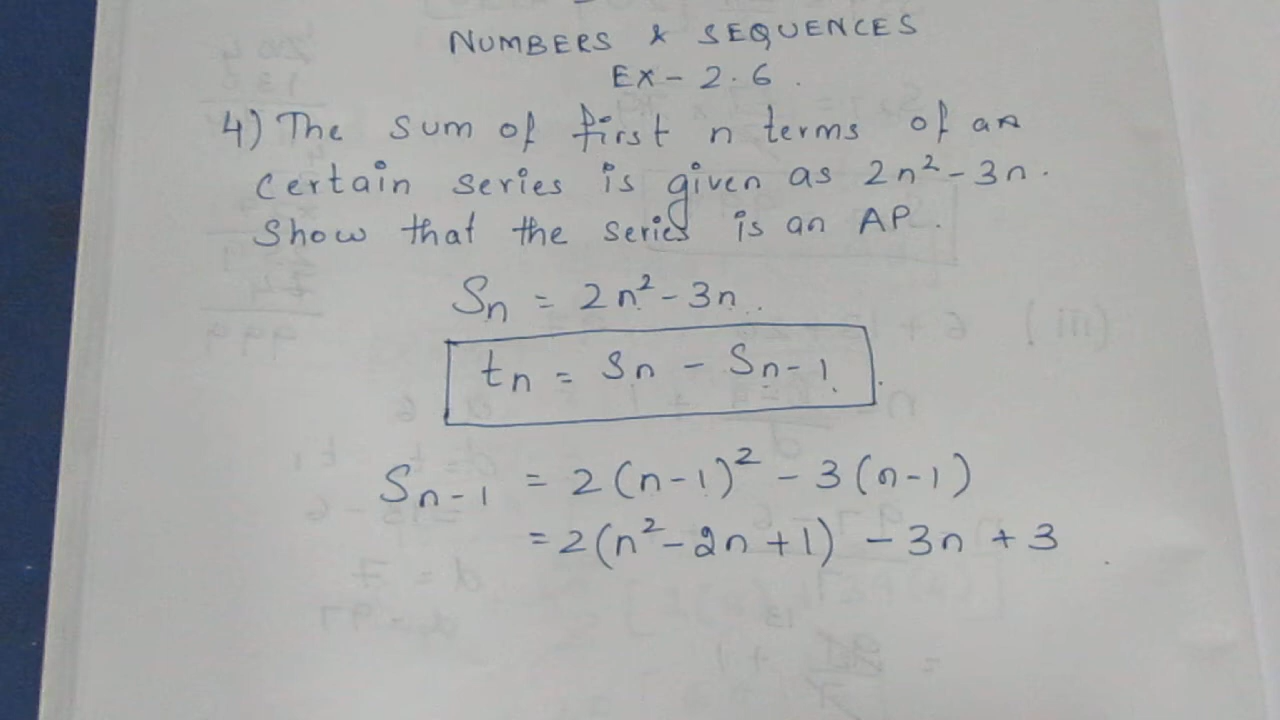 NUMBERS & SEQUENCES
EX - 2.6.
4) The sum of first n terms of an
certain series is given as 2n² - 3n.
Show that the series is an AP.
Sn = 2n² - 3n.
tn = Sn - Sn-1.
Sn-1 = 2(n-1)² - 3(n-1)
= 2(n² - 2n + 1) - 3n + 3